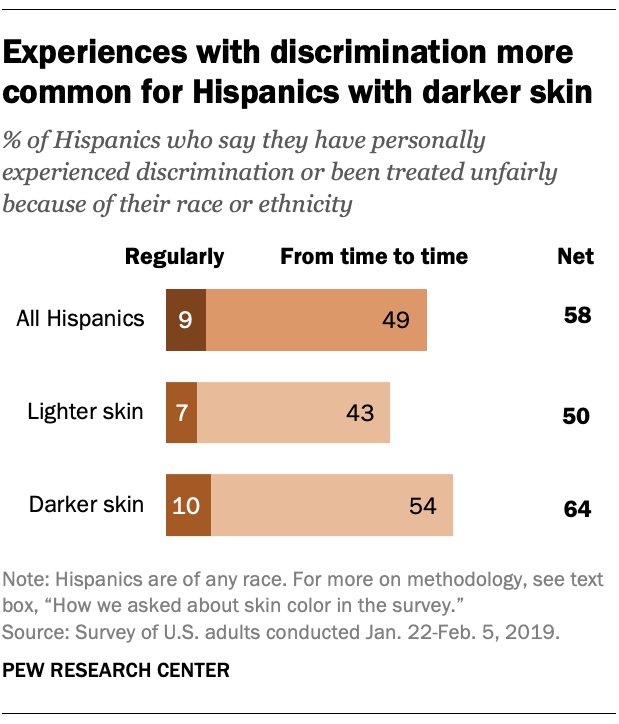 Experiences with discrimination more
common for Hispanics with darker skin
% of Hispanics who say they have personally
experienced discrimination or been treated unfairly
because of their race or ethnicity
Regularly From time to time Net
All Hispanics 9 49 58
Lighter skin 7 43 50
Darker skin 10 54 64
Note: Hispanics are of any race. For more on methodology, see text
box, “How we asked about skin color in the survey.”
Source: Survey of U.S. adults conducted Jan. 22-Feb. 5, 2019.
PEW RESEARCH CENTER